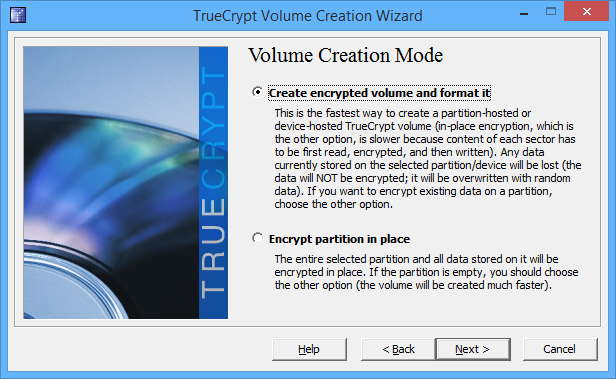 TrueCrypt Volume Creation Wizard
TRUECRYPT
Volume Creation Mode
Create encrypted volume and format it
This is the fastest way to create a partition-hosted or
device-hosted TrueCrypt volume (in-place encryption, which is
the other option, is slower because content of each sector has
to be first read, encrypted, and then written). Any data
currently stored on the selected partition/device will be lost (the
data will NOT be encrypted; it will be overwritten with random
data). If you want to encrypt existing data on a partition,
choose the other option.
Encrypt partition in place
The entire selected partition and all data stored on it will be
encrypted in place. If the partition is empty, you should choose
the other option (the volume will be created much faster).
Help
< Back
Next >
Cancel